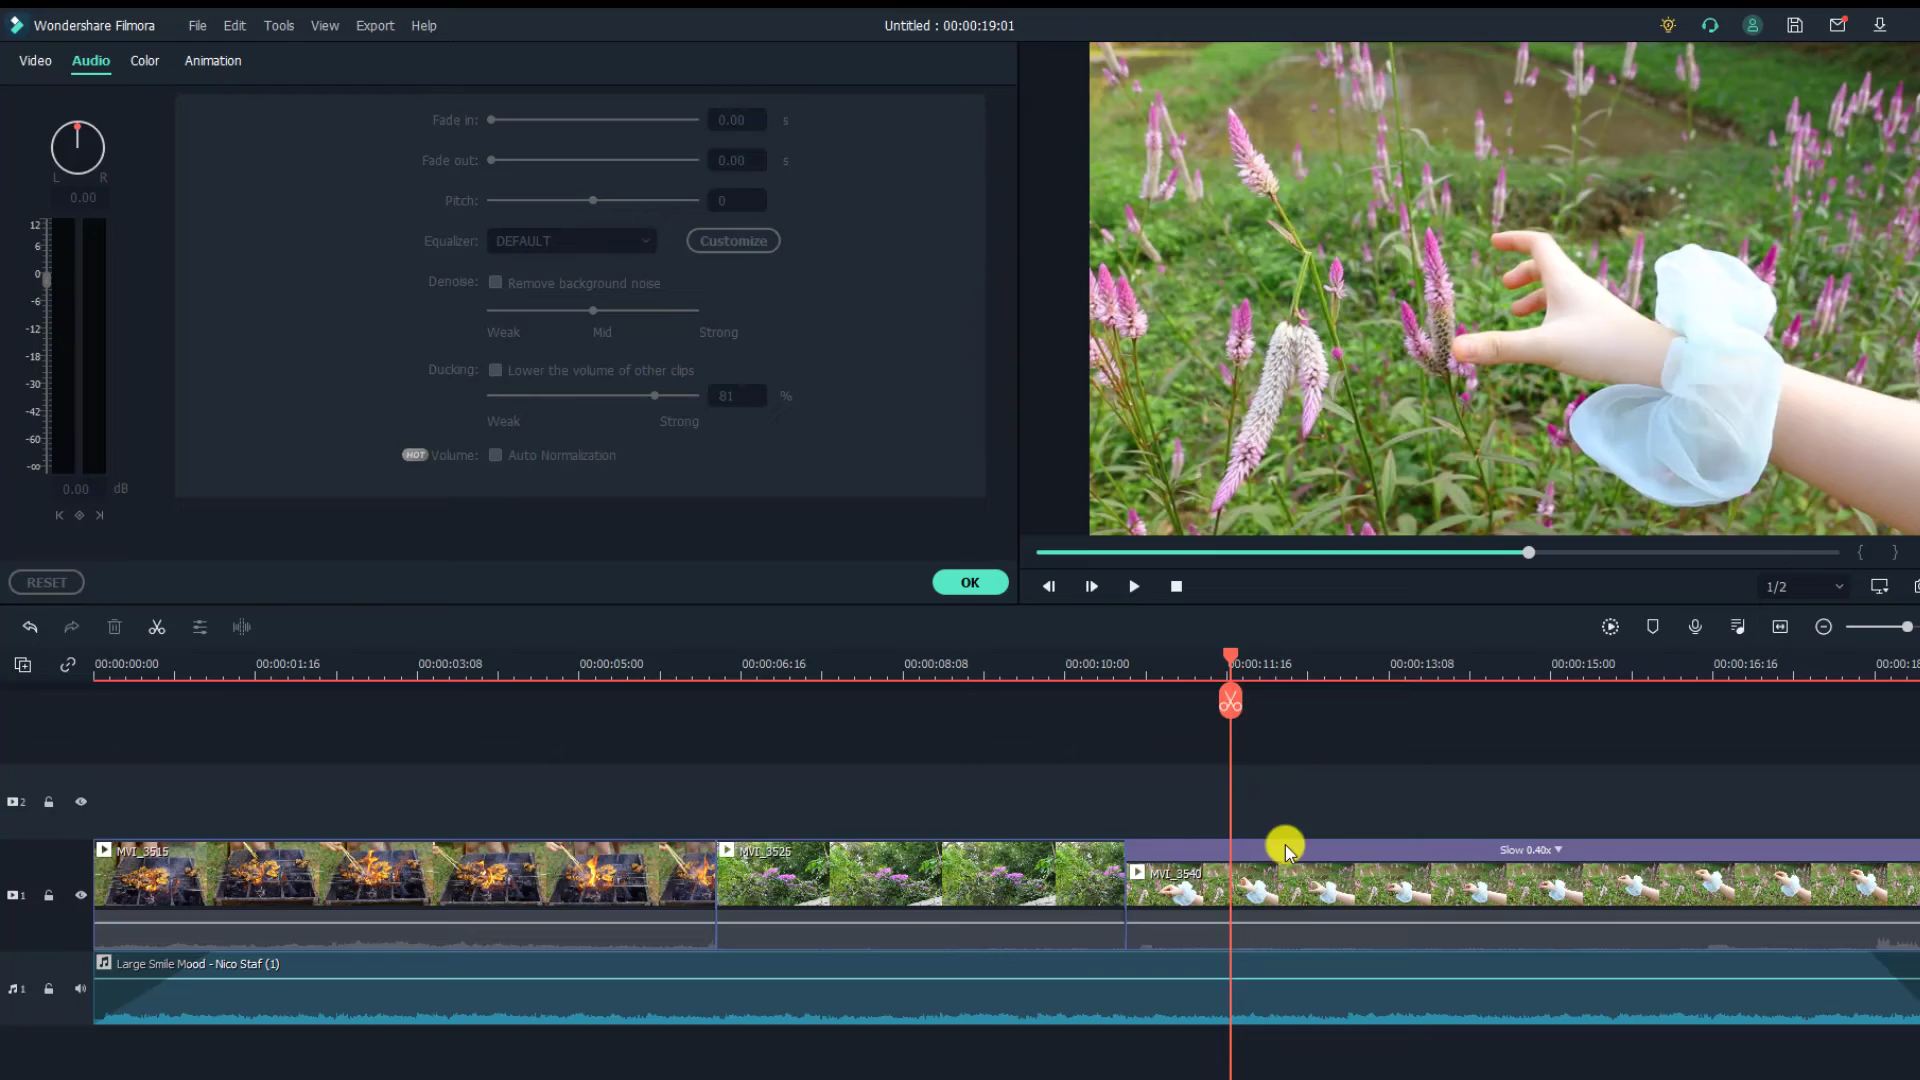 Wondershare Filmora File Edit Tools View Export Help Untitled : 00:00:19:01
Video Audio Color Animation
Fade in: 0.00 s
Fade out: 0.00 s
L R
0.00
Pitch: 0
Equalizer: DEFAULT Customize
Denoise: Remove background noise
Weak Mid Strong
Ducking: Lower the volume of other clips
81 %
Weak Strong
HOT Volume: Auto Normalization
12
6
0
-6
-12
-18
-30
-42
-60
-∞
0.00 dB
RESET OK
1/2
00:00:00:00 00:00:01:16 00:00:03:08 00:00:05:00 00:00:06:16 00:00:08:08 00:00:10:00 00:00:11:16 00:00:13:08 00:00:15:00 00:00:16:16 00:00:18
2
MVI_3515 MVI_3525 Slow 0.40x
MVI_3540
1
Large Smile Mood - Nico Staf (1)
1